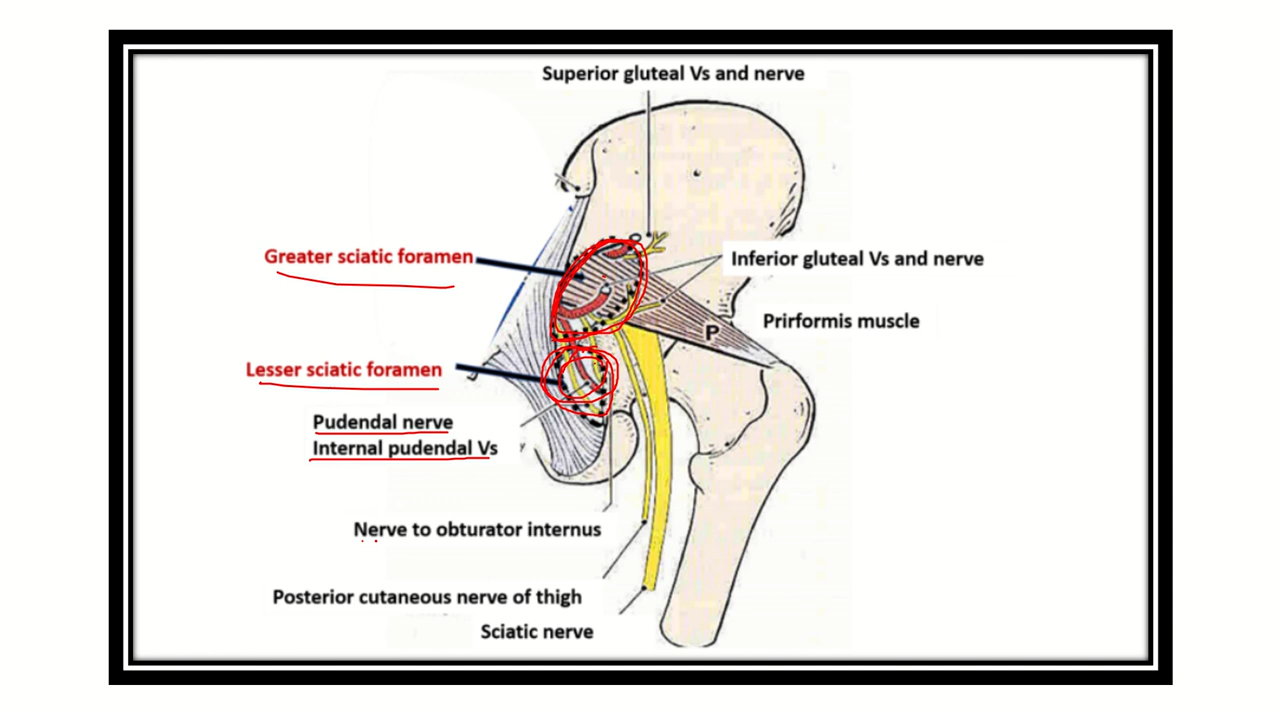 Superior gluteal Vs and nerve
Greater sciatic foramen
Inferior gluteal Vs and nerve
P
Prirformis muscle
Lesser sciatic foramen
Pudendal nerve
Internal pudendal Vs
y
Nerve to obturator internus
Posterior cutaneous nerve of thigh
Sciatic nerve